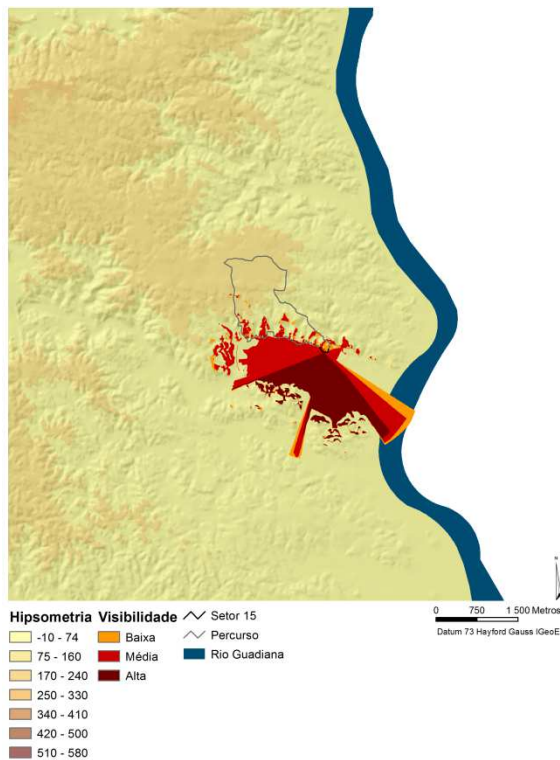 N
0 750 1 500 Metros
Datum 73 Hayford Gauss IGeoE
Hipsometria
-10 - 74
75 - 160
170 - 240
250 - 330
340 - 410
420 - 500
510 - 580
Visibilidade
Baixa
Média
Alta
Setor 15
Percurso
Rio Guadiana